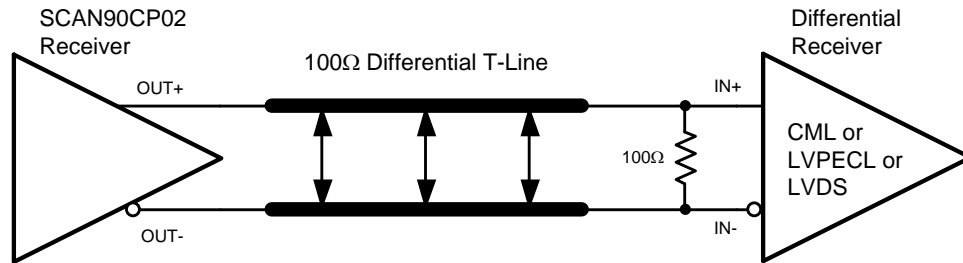 SCAN90CP02
Receiver
OUT+
OUT-
100Ω Differential T-Line
100Ω
IN+
IN-
Differential
Receiver
CML or
LVPECL or
LVDS